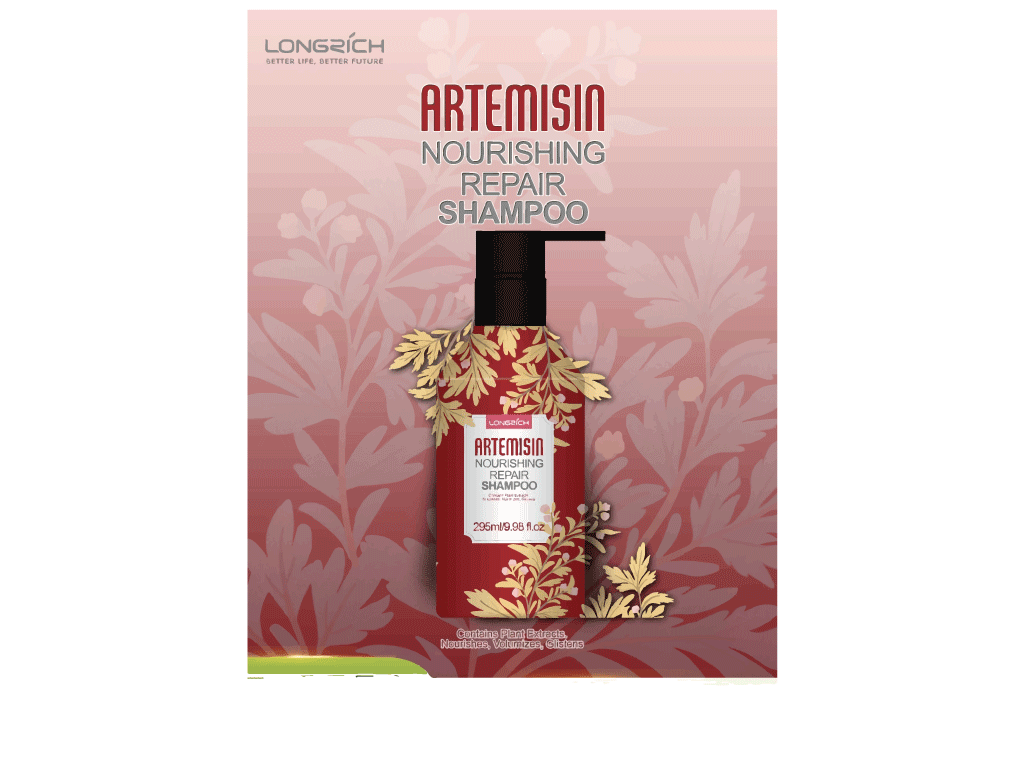 LONGRICH
BETTER LIFE, BETTER FUTURE
ARTEMISIN
NOURISHING
REPAIR
SHAMPOO
LONGRICH
ARTEMISIN
NOURISHING
REPAIR
SHAMPOO
295ml/9.98 fl.oz
Contains Plant Extracts.
Nourishes, Volumizes, Glistens